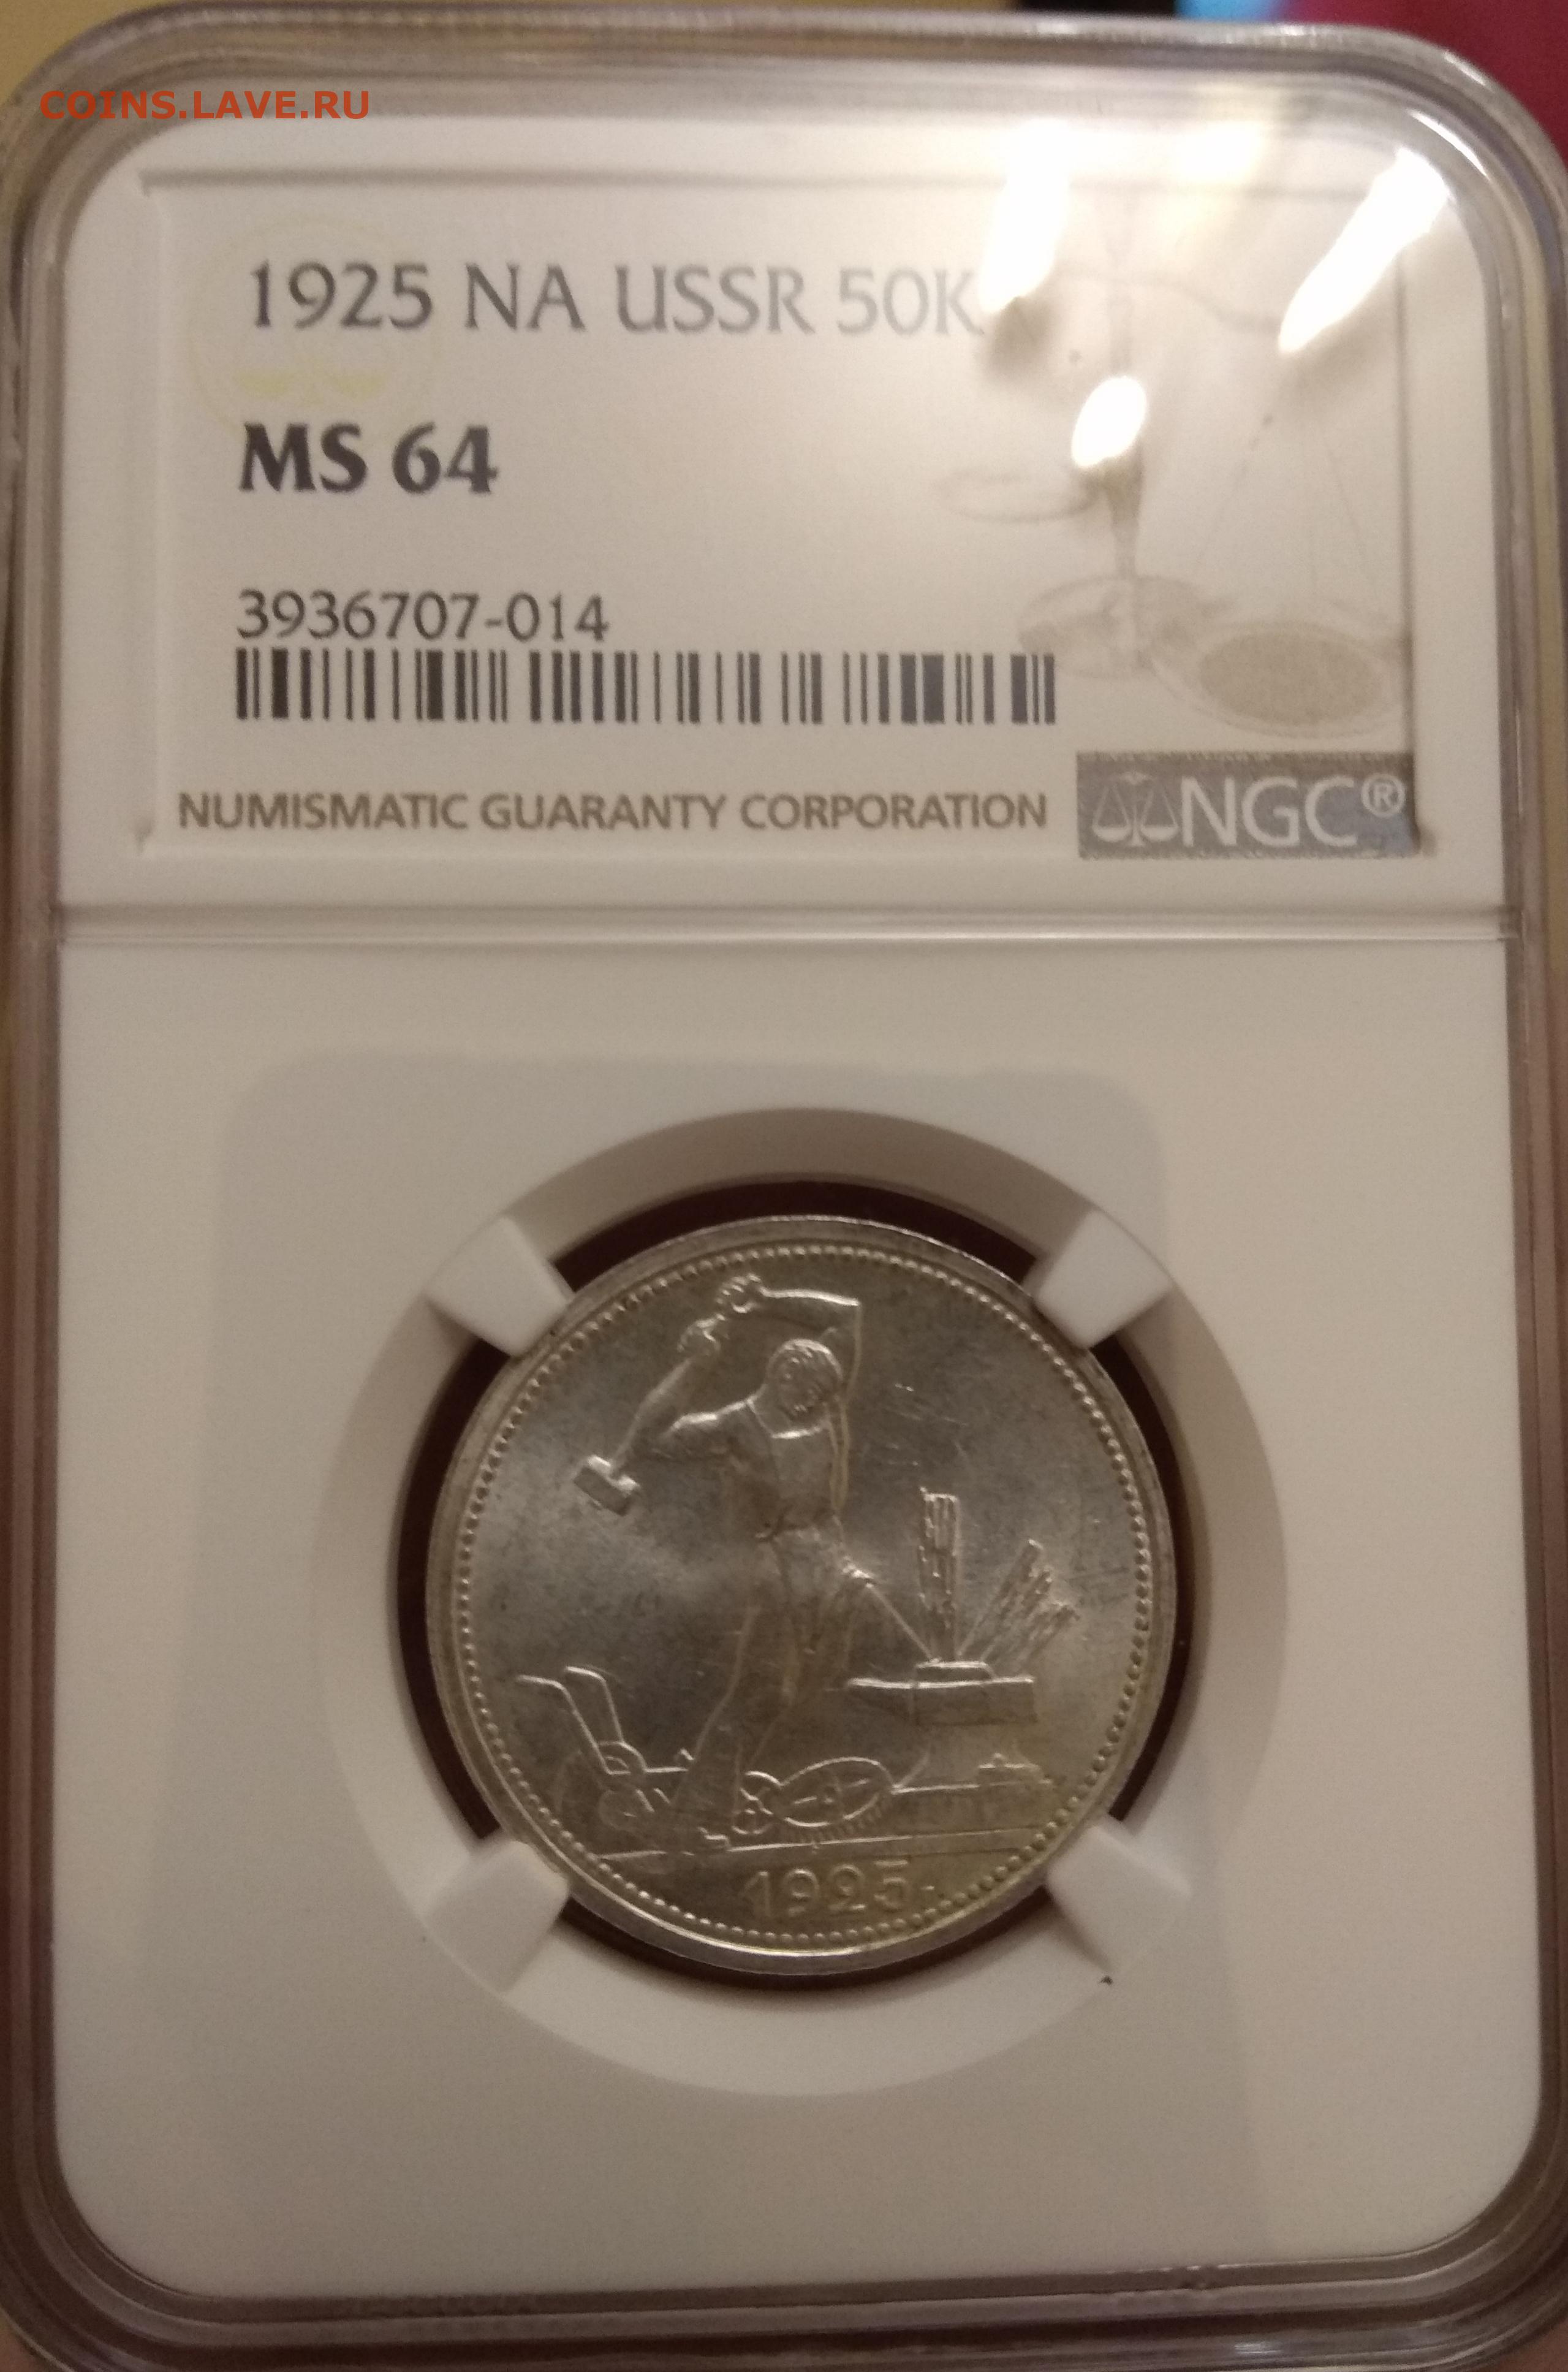 COINS.LAVE.RU
1925 NA USSR 50K
MS 64
3936707-014
NUMISMATIC GUARANTY CORPORATION
NGC®
1925